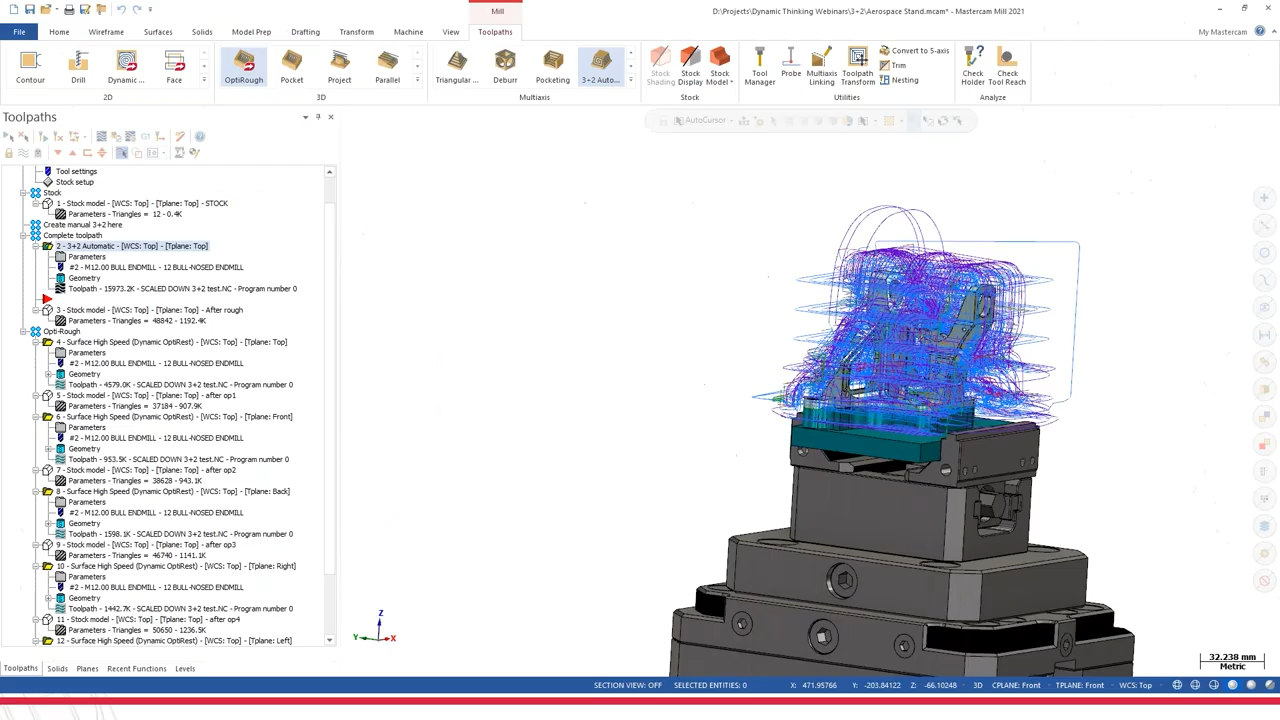 Mill
D:\Projects\Dynamic Thinking Webinars\3+2\Aerospace Stand.mcam* - Mastercam Mill 2021
File Home Wireframe Surfaces Solids Model Prep Drafting Transform Machine View Toolpaths My Mastercam
Contour Drill Dynamic ... Face OptiRough Pocket Project Parallel Triangular ... Deburr Pocketing 3+2 Auto... Stock Shading Stock Display Stock Model Tool Manager Probe Multiaxis Linking Toolpath Transform Convert to 5-axis Trim Nesting Check Holder Check Tool Reach
2D 3D Multiaxis Stock Utilities Analyze
Toolpaths
AutoCursor
G1
Tool settings
Stock setup
Stock
1 - Stock model - [WCS: Top] - [Tplane: Top] - STOCK
Parameters - Triangles = 12 - 0.4K
Create manual 3+2 here
Complete toolpath
2 - 3+2 Automatic - [WCS: Top] - [Tplane: Top]
Parameters
#2 - M12.00 BULL ENDMILL - 12 BULL-NOSED ENDMILL
Geometry
Toolpath - 15973.2K - SCALED DOWN 3+2 test.NC - Program number 0
3 - Stock model - [WCS: Top] - [Tplane: Top] - After rough
Parameters - Triangles = 48842 - 1192.4K
Opti-Rough
4 - Surface High Speed (Dynamic OptiRest) - [WCS: Top] - [Tplane: Top]
Parameters
#2 - M12.00 BULL ENDMILL - 12 BULL-NOSED ENDMILL
Geometry
Toolpath - 4579.0K - SCALED DOWN 3+2 test.NC - Program number 0
5 - Stock model - [WCS: Top] - [Tplane: Top] - after op1
Parameters - Triangles = 37184 - 907.9K
6 - Surface High Speed (Dynamic OptiRest) - [WCS: Top] - [Tplane: Front]
Parameters
#2 - M12.00 BULL ENDMILL - 12 BULL-NOSED ENDMILL
Geometry
Toolpath - 953.5K - SCALED DOWN 3+2 test.NC - Program number 0
7 - Stock model - [WCS: Top] - [Tplane: Top] - after op2
Parameters - Triangles = 38628 - 943.1K
8 - Surface High Speed (Dynamic OptiRest) - [WCS: Top] - [Tplane: Back]
Parameters
#2 - M12.00 BULL ENDMILL - 12 BULL-NOSED ENDMILL
Geometry
Toolpath - 1598.1K - SCALED DOWN 3+2 test.NC - Program number 0
9 - Stock model - [WCS: Top] - [Tplane: Top] - after op3
Parameters - Triangles = 46740 - 1141.1K
10 - Surface High Speed (Dynamic OptiRest) - [WCS: Top] - [Tplane: Right]
Parameters
#2 - M12.00 BULL ENDMILL - 12 BULL-NOSED ENDMILL
Geometry
Toolpath - 1442.7K - SCALED DOWN 3+2 test.NC - Program number 0
11 - Stock model - [WCS: Top] - [Tplane: Top] - after op4
Parameters - Triangles = 50650 - 1236.5K
12 - Surface High Speed (Dynamic OptiRest) - [WCS: Top] - [Tplane: Left]
Z
Y X
32.238 mm
Metric
Toolpaths Solids Planes Recent Functions Levels
SECTION VIEW: OFF SELECTED ENTITIES: 0 X: 471.95766 Y: -203.84122 Z: -66.10248 3D CPLANE: Front TPLANE: Front WCS: Top